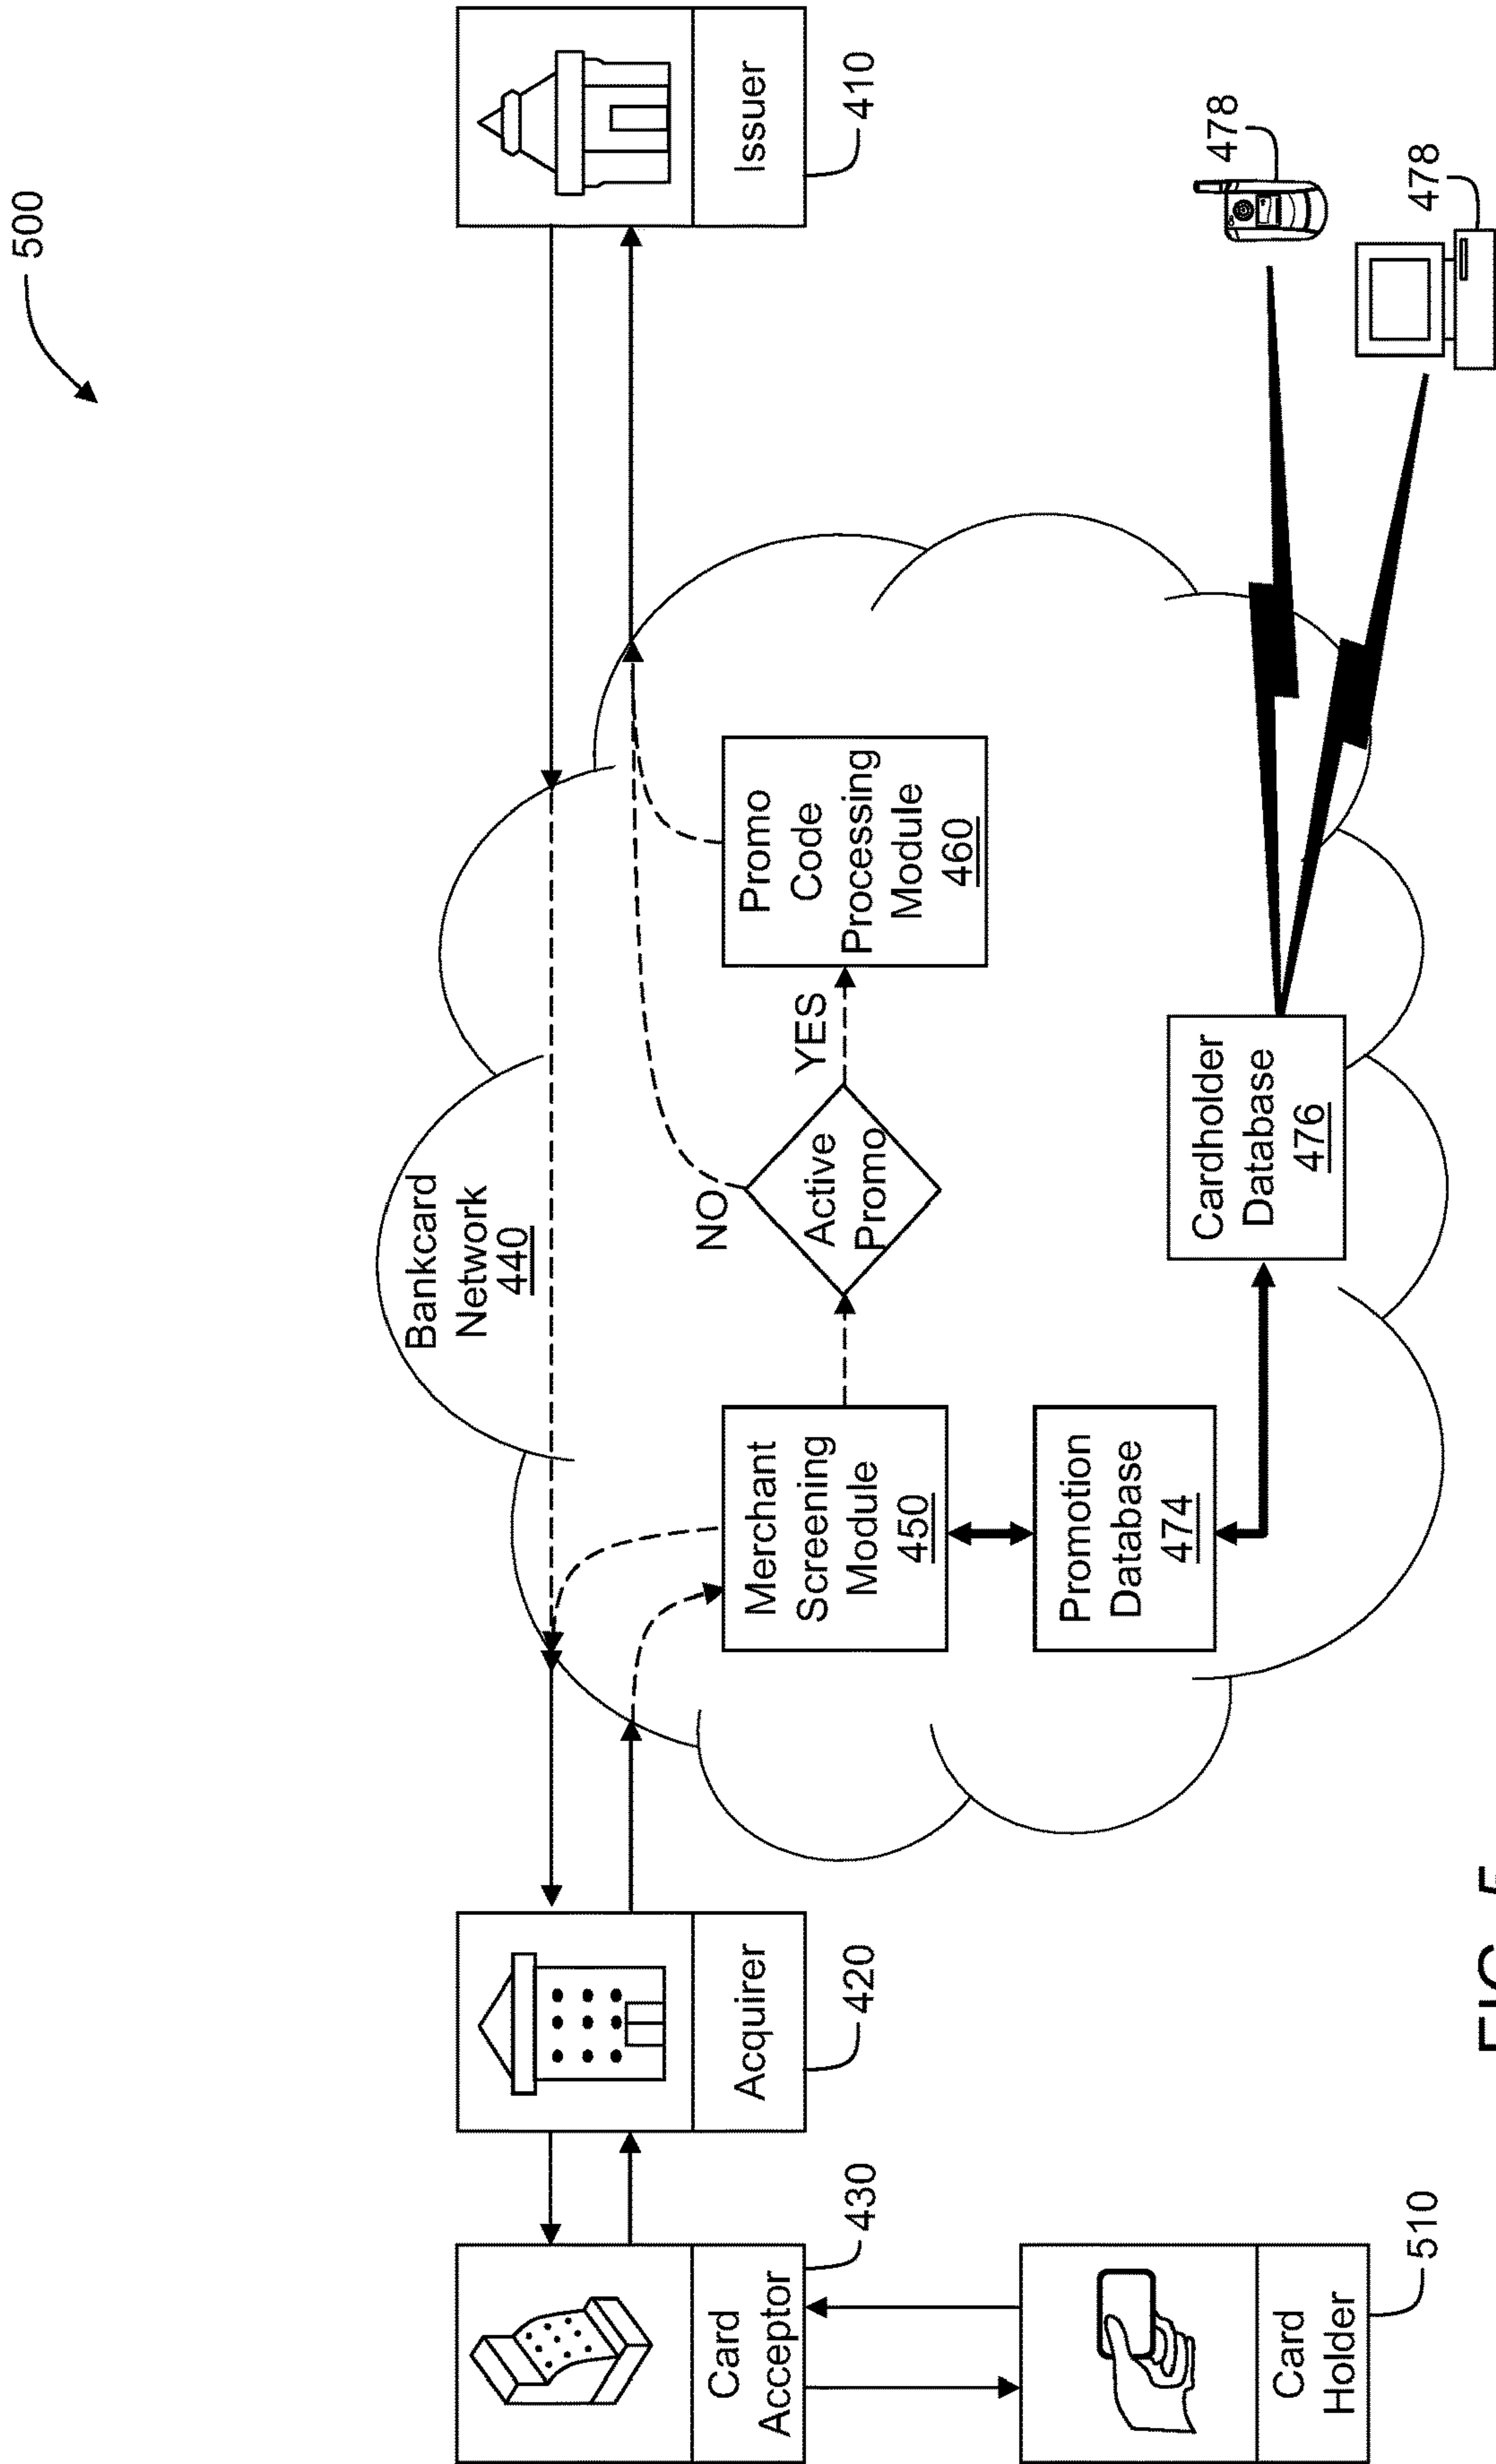 500
Issuer
410
Bankcard
Network
440
Acquirer
420
Card
Acceptor
430
Merchant
Screening
Module
450
Active
Promo
NO
YES
Promo
Code
Processing
Module
460
Promotion
Database
474
Cardholder
Database
476
478
478
Card
Holder
510